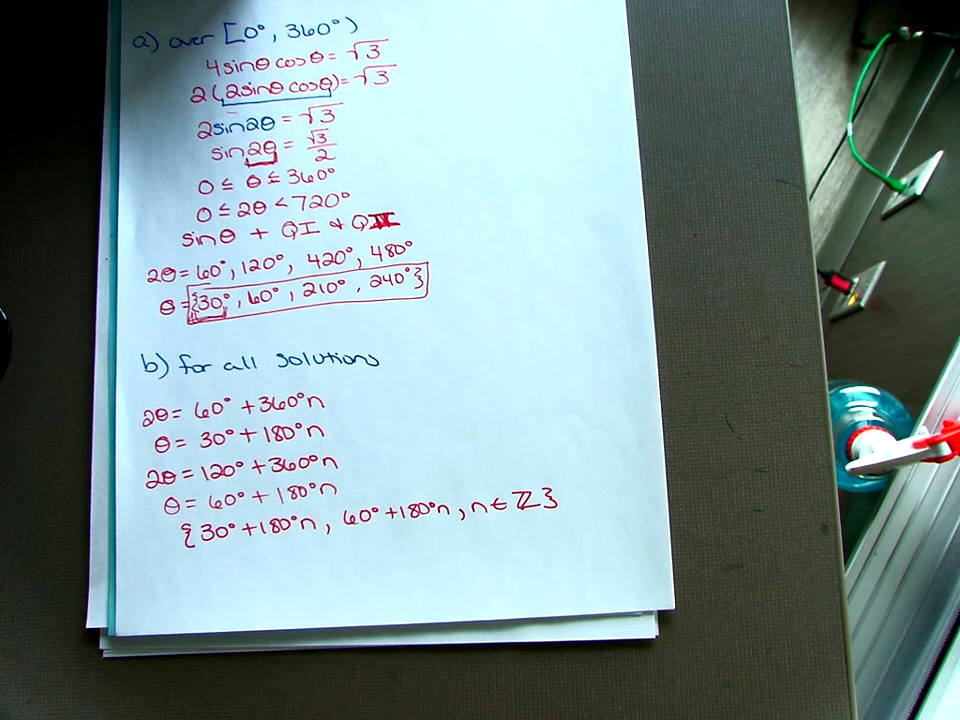 a) over [0°, 360°)
4sinθ cosθ = √3
2(2sinθ cosθ) = √3
2sin2θ = √3
sin2θ = √3/2
0 ≤ θ ≤ 360°
0 ≤ 2θ < 720°
sinθ + QI & QII
2θ = 60°, 120°, 420°, 480°
θ = {30°, 60°, 210°, 240°}
b) for all solutions
2θ = 60° + 360°n
θ = 30° + 180°n
2θ = 120° + 360°n
θ = 60° + 180°n
{30° + 180°n, 60° + 180°n, n ∈ ℤ}